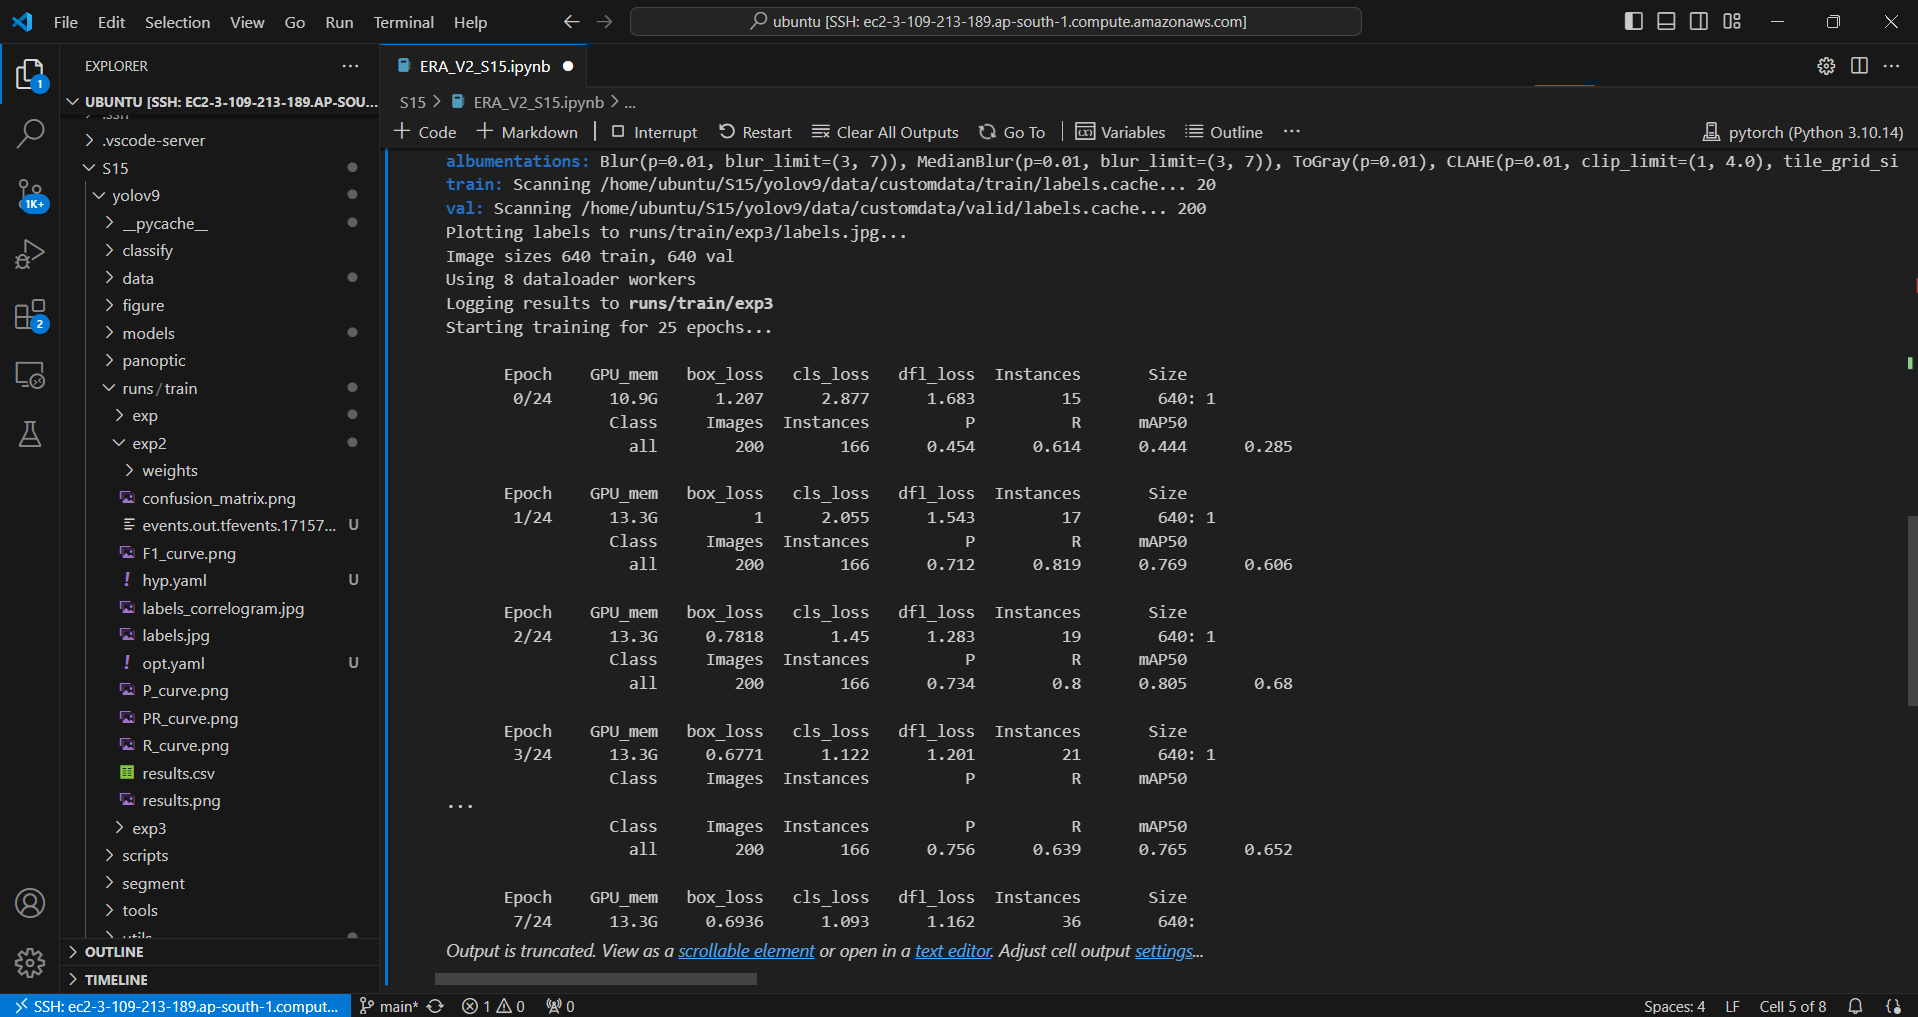 File Edit Selection View Go Run Terminal Help
ubuntu [SSH: ec2-3-109-213-189.ap-south-1.compute.amazonaws.com]
EXPLORER
UBUNTU [SSH: EC2-3-109-213-189.AP-SOU...
.ssh
.vscode-server
S15
yolov9
__pycache__
classify
data
figure
models
panoptic
runs / train
exp
exp2
weights
confusion_matrix.png
events.out.tfevents.17157... U
F1_curve.png
hyp.yaml U
labels_correlogram.jpg
labels.jpg
opt.yaml U
P_curve.png
PR_curve.png
R_curve.png
results.csv
results.png
exp3
scripts
segment
tools
utils
OUTLINE
TIMELINE
1
1K+
2
ERA_V2_S15.ipynb
S15 > ERA_V2_S15.ipynb > ...
+ Code + Markdown Interrupt Restart Clear All Outputs Go To Variables Outline ... pytorch (Python 3.10.14)
albumentations: Blur(p=0.01, blur_limit=(3, 7)), MedianBlur(p=0.01, blur_limit=(3, 7)), ToGray(p=0.01), CLAHE(p=0.01, clip_limit=(1, 4.0), tile_grid_si
train: Scanning /home/ubuntu/S15/yolov9/data/customdata/train/labels.cache... 20
val: Scanning /home/ubuntu/S15/yolov9/data/customdata/valid/labels.cache... 200
Plotting labels to runs/train/exp3/labels.jpg...
Image sizes 640 train, 640 val
Using 8 dataloader workers
Logging results to runs/train/exp3
Starting training for 25 epochs...
Epoch GPU_mem box_loss cls_loss dfl_loss Instances Size
0/24 10.9G 1.207 2.877 1.683 15 640: 1
Class Images Instances P R mAP50
all 200 166 0.454 0.614 0.444 0.285
Epoch GPU_mem box_loss cls_loss dfl_loss Instances Size
1/24 13.3G 1 2.055 1.543 17 640: 1
Class Images Instances P R mAP50
all 200 166 0.712 0.819 0.769 0.606
Epoch GPU_mem box_loss cls_loss dfl_loss Instances Size
2/24 13.3G 0.7818 1.45 1.283 19 640: 1
Class Images Instances P R mAP50
all 200 166 0.734 0.8 0.805 0.68
Epoch GPU_mem box_loss cls_loss dfl_loss Instances Size
3/24 13.3G 0.6771 1.122 1.201 21 640: 1
Class Images Instances P R mAP50
...
Class Images Instances P R mAP50
all 200 166 0.756 0.639 0.765 0.652
Epoch GPU_mem box_loss cls_loss dfl_loss Instances Size
7/24 13.3G 0.6936 1.093 1.162 36 640:
Output is truncated. View as a scrollable element or open in a text editor. Adjust cell output settings...
SSH: ec2-3-109-213-189.ap-south-1.comput... main* 1 0 0 Spaces: 4 LF Cell 5 of 8